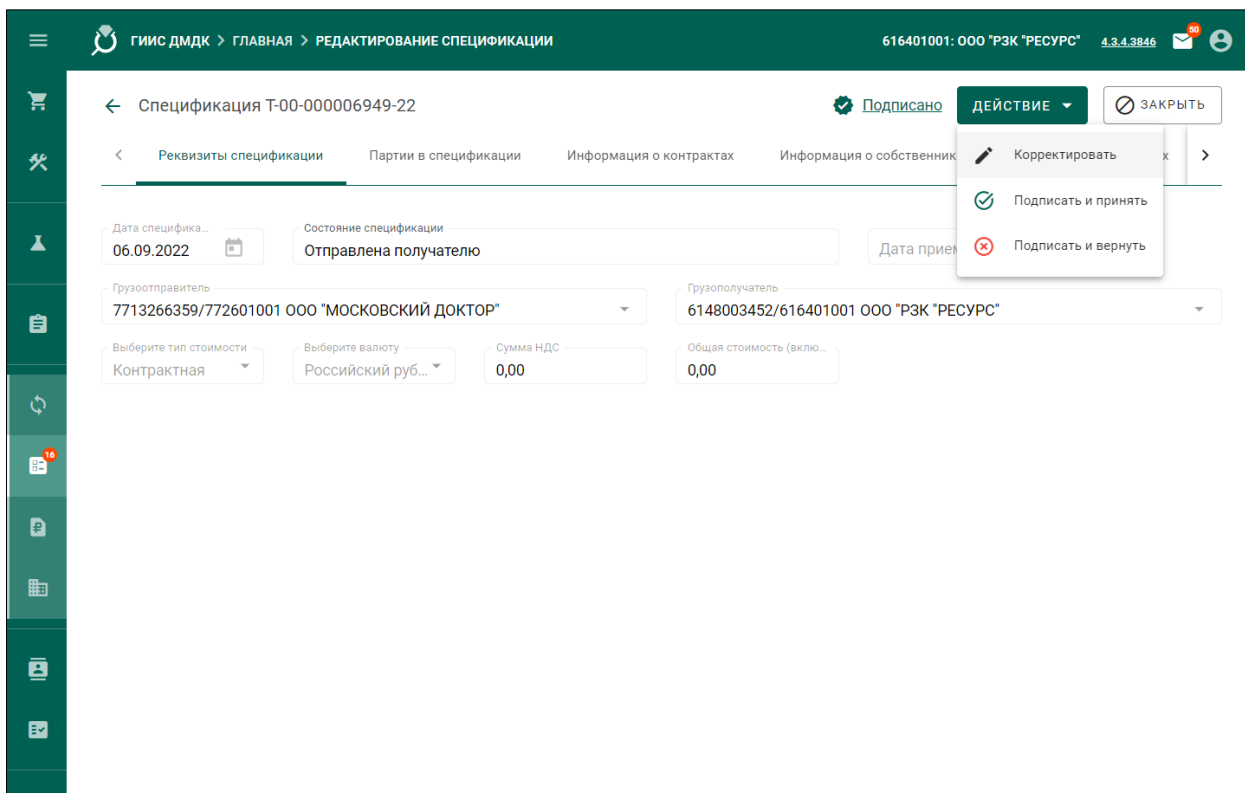 ГИИС ДМДК > ГЛАВНАЯ > РЕДАКТИРОВАНИЕ СПЕЦИФИКАЦИИ
616401001: ООО "РЗК "РЕСУРС"
4.3.4.3846
50
Спецификация Т-00-000006949-22
Подписано
ДЕЙСТВИЕ
ЗАКРЫТЬ
Реквизиты спецификации
Партии в спецификации
Информация о контрактах
Информация о собственник
х
Корректировать
Подписать и принять
Подписать и вернуть
Дата специфика...
06.09.2022
Состояние спецификации
Отправлена получателю
Дата прием
Грузоотправитель
7713266359/772601001 ООО "МОСКОВСКИЙ ДОКТОР"
Грузополучатель
6148003452/616401001 ООО "РЗК "РЕСУРС"
Выберите тип стоимости
Контрактная
Выберите валюту
Российский руб...
Сумма НДС
0,00
Общая стоимость (вклю...
0,00
16